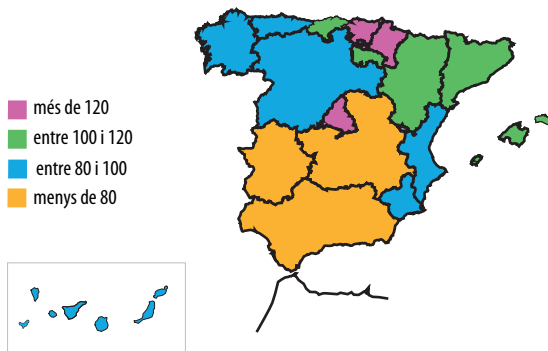 més de 120
entre 100 i 120
entre 80 i 100
menys de 80